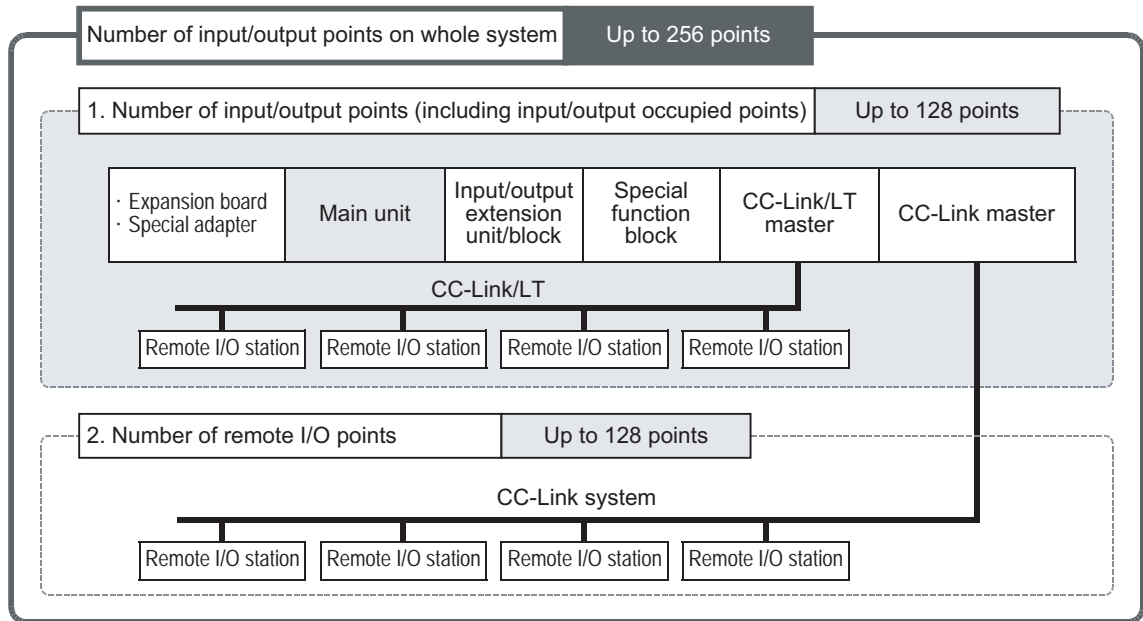 Number of input/output points on whole system Up to 256 points
1. Number of input/output points (including input/output occupied points) Up to 128 points
· Expansion board
· Special adapter
Main unit
Input/output
extension
unit/block
Special
function
block
CC-Link/LT
master
CC-Link master
CC-Link/LT
Remote I/O station Remote I/O station Remote I/O station Remote I/O station
2. Number of remote I/O points Up to 128 points
CC-Link system
Remote I/O station Remote I/O station Remote I/O station Remote I/O station